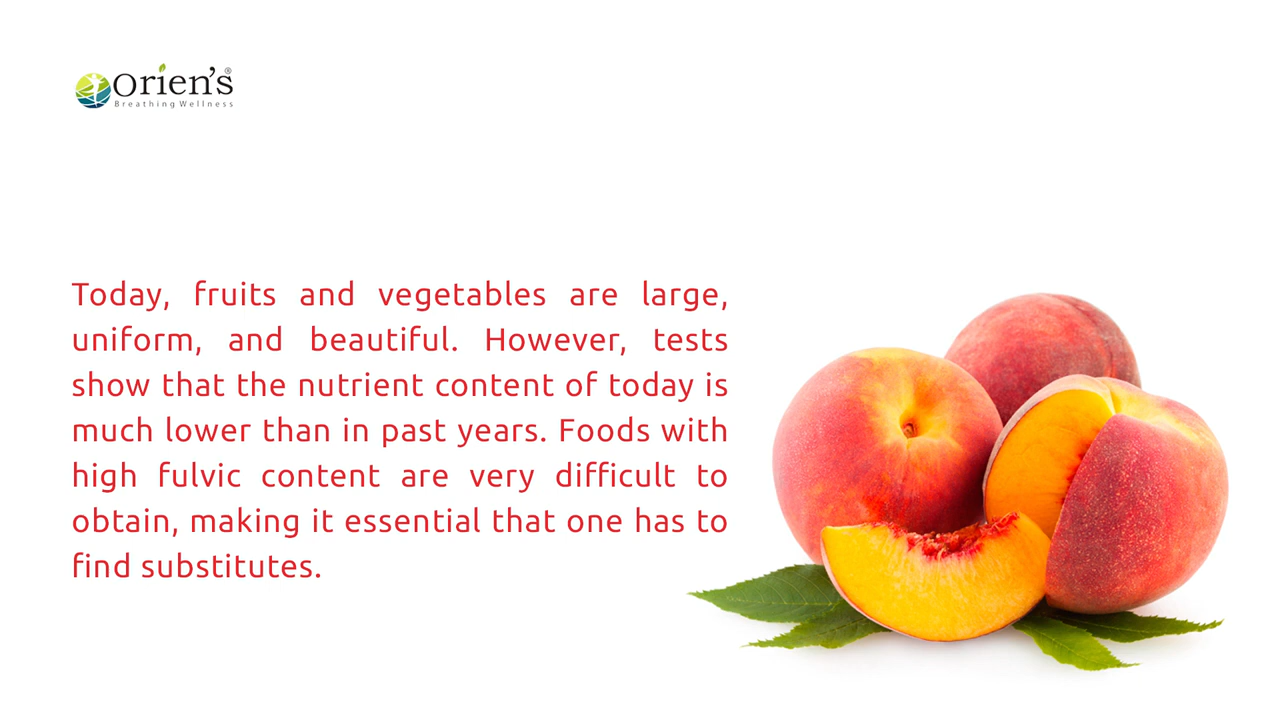 Orien's®
Breathing Wellness
Today, fruits and vegetables are large,
uniform, and beautiful. However, tests
show that the nutrient content of today is
much lower than in past years. Foods with
high fulvic content are very difficult to
obtain, making it essential that one has to
find substitutes.